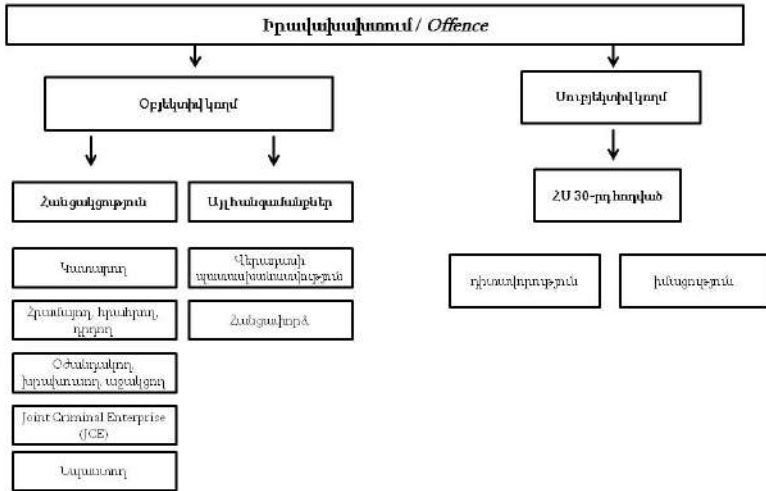 Իրավախախտում / Offence
Օբյեկտիվ կողմ
Սուբյեկտիվ կողմ
Հանցակցություն
Այլ հանգամանքներ
ՀՍ 30-րդ հոդված
Կատարող
Հրամայող, հրահրող,
դրդող
Օժանդակող,
խրախուսող, աջակցող
Joint Criminal Enterprise
(JCE)
Նպաստող
Վերադասի
պատասխանատվություն
Հանցափորձ
դիտավորություն
իմացություն